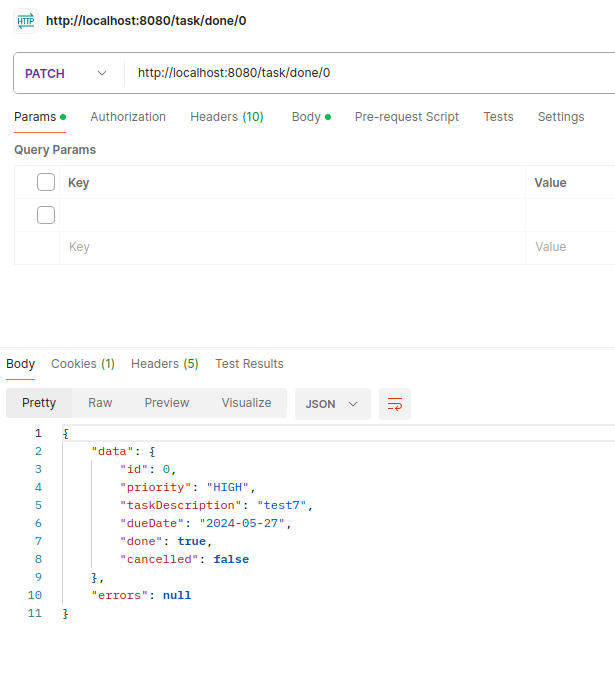 HTTP http://localhost:8080/task/done/0
PATCH http://localhost:8080/task/done/0
Params Authorization Headers (10) Body Pre-request Script Tests Settings
Query Params
Key Value
Key Value
Body Cookies (1) Headers (5) Test Results
Pretty Raw Preview Visualize JSON
1 {
2 "data": {
3 "id": 0,
4 "priority": "HIGH",
5 "taskDescription": "test7",
6 "dueDate": "2024-05-27",
7 "done": true,
8 "cancelled": false
9 },
10 "errors": null
11 }